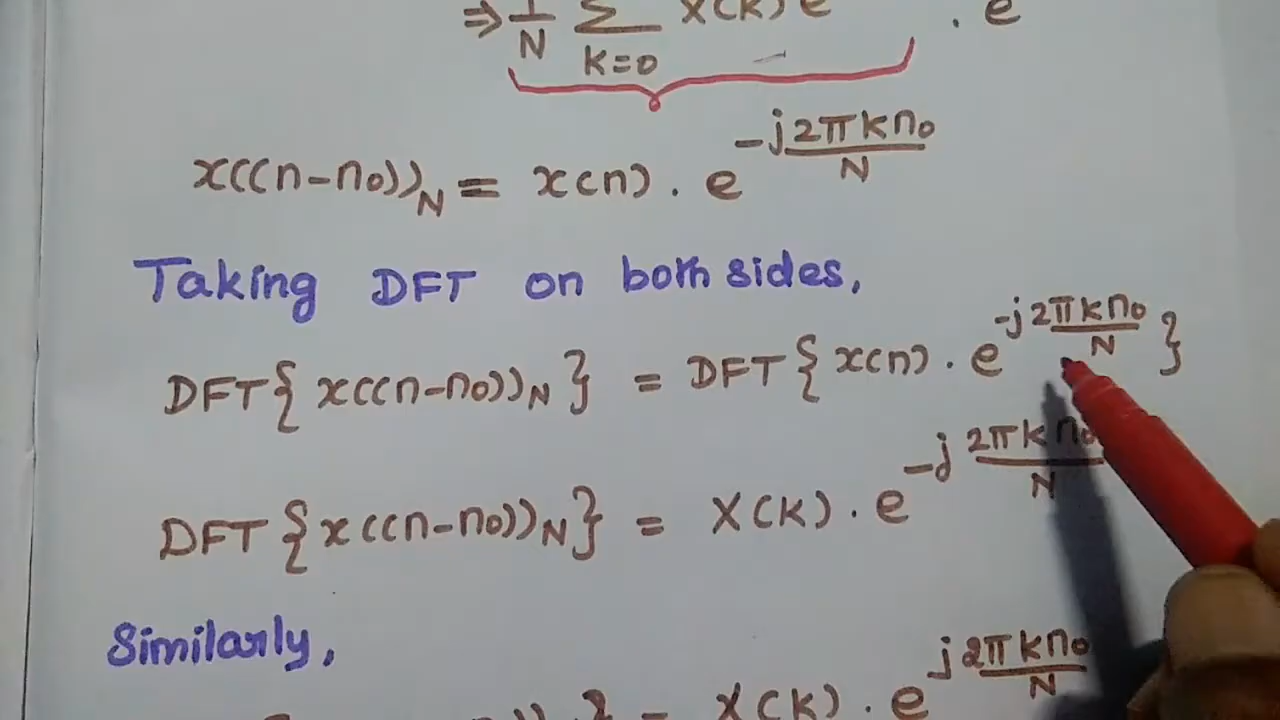 ⇒ 1/N Σ k=0 X(k) e . e
x((n-n₀))_N = x(n) . e^(-j2πkn₀/N)
Taking DFT on both sides,
DFT{x((n-n₀))_N} = DFT{x(n) . e^(-j2πkn₀/N)}
DFT{x((n-n₀))_N} = X(k) . e^(-j2πkn₀/N)
Similarly,
= X(k) . e^(j2πkn₀/N)